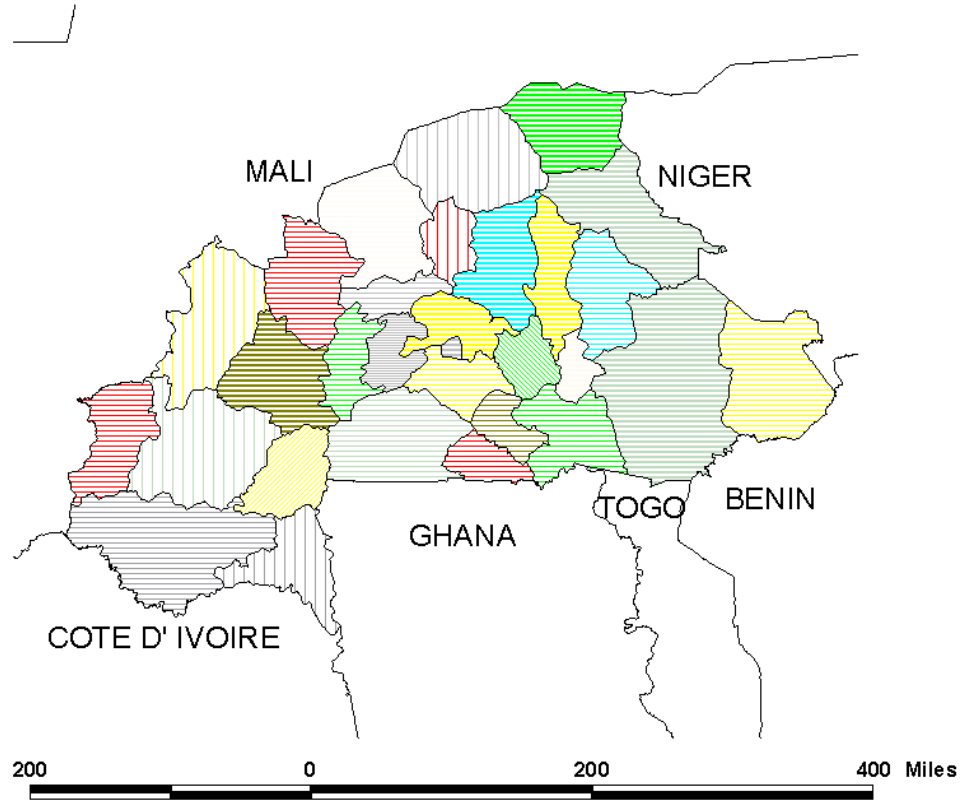 MALI
NIGER
TOGO
BENIN
GHANA
COTE D' IVOIRE
200 0 200 400 Miles